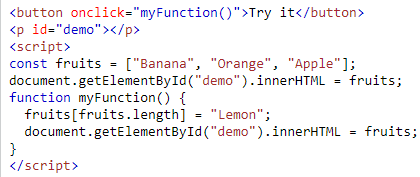 <button onclick="myFunction()">Try it</button>
<p id="demo"></p>
<script>
const fruits = ["Banana", "Orange", "Apple"];
document.getElementById("demo").innerHTML = fruits;
function myFunction() {
  fruits[fruits.length] = "Lemon";
  document.getElementById("demo").innerHTML = fruits;
}
</script>